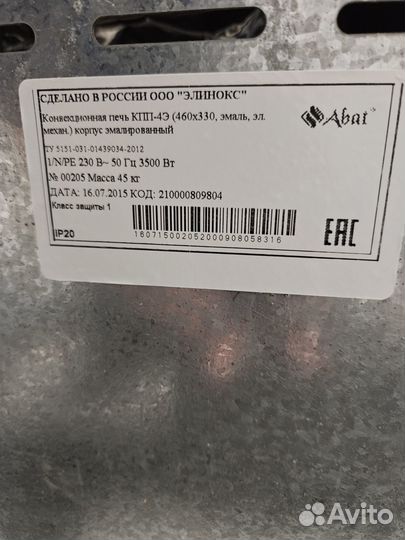 СДЕЛАНО В РОССИИ ООО "ЭЛИНОКС"
Конвекционная печь КПП-4Э (460х330, эмаль, эл.
механ.) корпус эмалированный
Abat
ТУ 5151-031-01439034-2012
1/N/PE 230 В~ 50 Гц 3500 Вт
№ 00205 Масса 45 кг
ДАТА: 16.07.2015 КОД: 210000809804
Класс защиты 1
IP20
160715002052000908058316
EAC
Avito